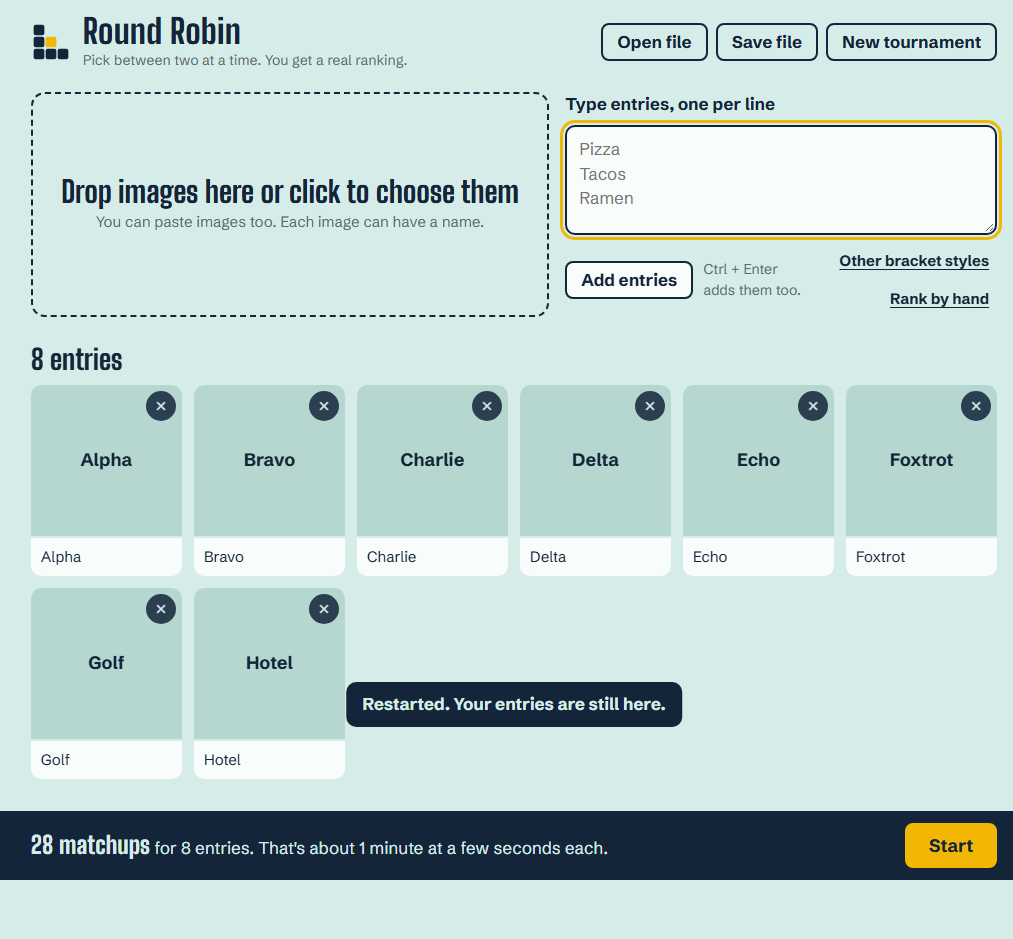 Round Robin
Pick between two at a time. You get a real ranking.
Open file
Save file
New tournament
Drop images here or click to choose them
You can paste images too. Each image can have a name.
Type entries, one per line
Pizza
Tacos
Ramen
Add entries
Ctrl + Enter
adds them too.
Other bracket styles
Rank by hand
8 entries
Alpha
Bravo
Charlie
Delta
Echo
Foxtrot
Alpha
Bravo
Charlie
Delta
Echo
Foxtrot
Golf
Hotel
Restarted. Your entries are still here.
Golf
Hotel
28 matchups for 8 entries. That's about 1 minute at a few seconds each.
Start